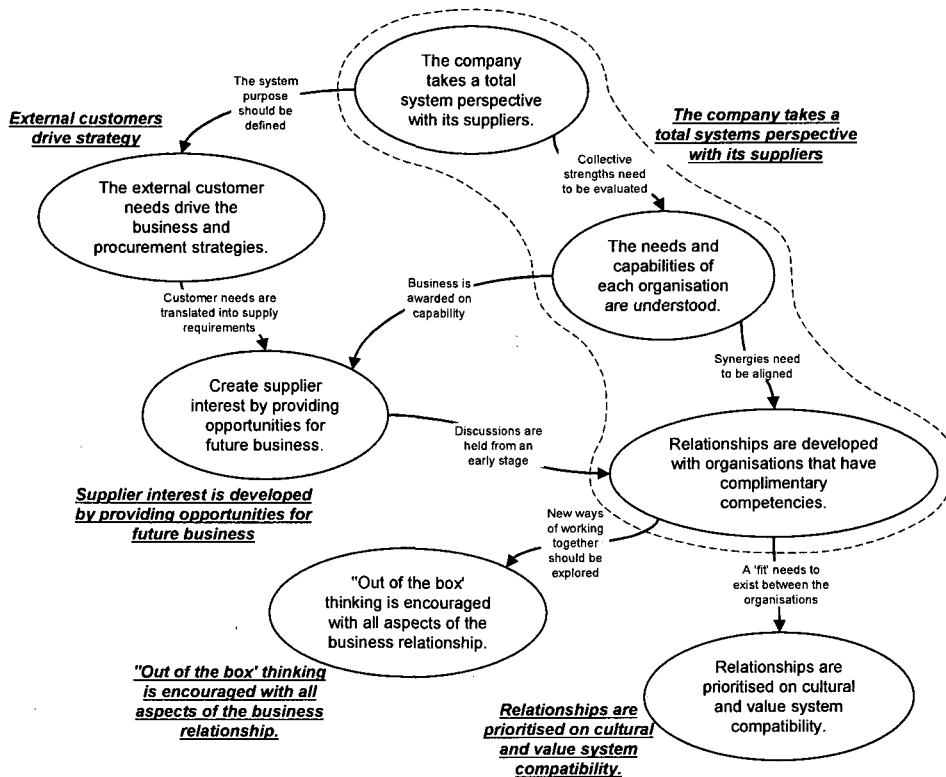 The company
takes a total
system perspective
with its suppliers.
The system
purpose
should be
defined
External customers
drive strategy
The company takes a
total systems perspective
with its suppliers
Collective
strengths need
to be evaluated
The external customer
needs drive the
business and
procurement strategies.
The needs and
capabilities of
each organisation
are understood.
Customer needs are
translated into supply
requirements
Business is
awarded on
capability
Synergies need
to be aligned
Create supplier
interest by providing
opportunities for
future business.
Discussions are
held from an
early stage
Relationships are developed
with organisations that have
complimentary
competencies.
Supplier interest is developed
by providing opportunities for
future business
New ways
of working
together
should be
explored
A 'fit' needs to
exist between the
organisations
"Out of the box'
thinking is encouraged
with all aspects of the
business relationship.
"Out of the box' thinking
is encouraged with all
aspects of the business
relationship.
Relationships are
prioritised on cultural
and value system
compatibility.
Relationships are
prioritised on cultural
and value system
compatibility.